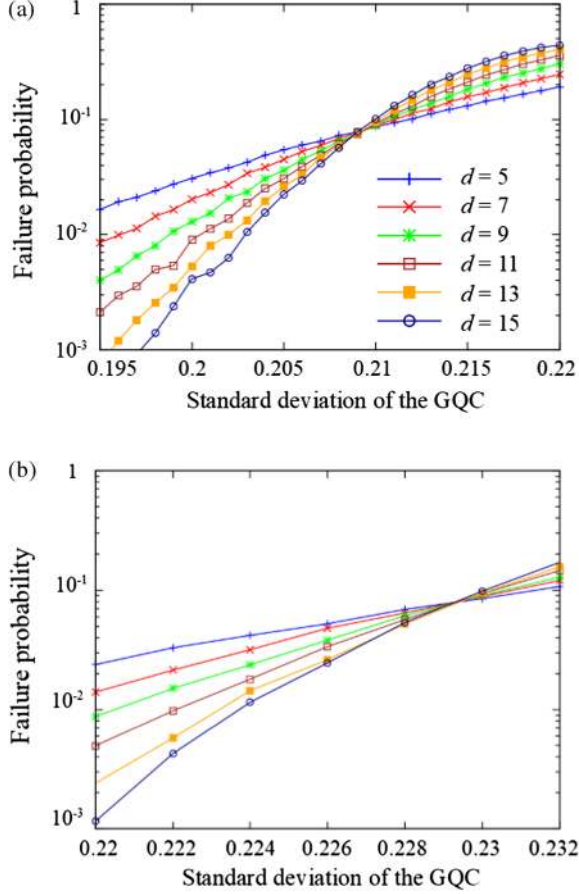 (a)
Failure probability
1
10⁻¹
10⁻²
10⁻³
0.195 0.2 0.205 0.21 0.215 0.22
Standard deviation of the GQC
d = 5
d = 7
d = 9
d = 11
d = 13
d = 15
(b)
Failure probability
1
10⁻¹
10⁻²
10⁻³
0.22 0.222 0.224 0.226 0.228 0.23 0.232
Standard deviation of the GQC